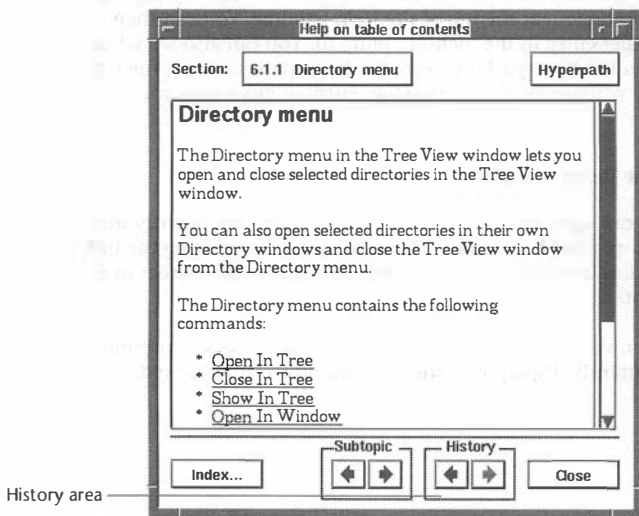 Help on table of contents
Section: 6.1.1 Directory menu Hyperpath
Directory menu
The Directory menu in the Tree View window lets you
open and close selected directories in the Tree View
window.
You can also open selected directories in their own
Directory windows and close the Tree View window
from the Directory menu.
The Directory menu contains the following
commands:
* Open In Tree
* Close In Tree
* Show In Tree
* Open In Window
Subtopic History
Index... Close
History area